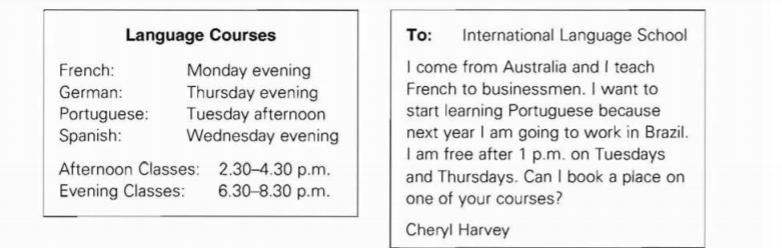 Language Courses
French: Monday evening
German: Thursday evening
Portuguese: Tuesday afternoon
Spanish: Wednesday evening
Afternoon Classes: 2.30–4.30 p.m.
Evening Classes: 6.30–8.30 p.m.
To: International Language School
I come from Australia and I teach
French to businessmen. I want to
start learning Portuguese because
next year I am going to work in Brazil.
I am free after 1 p.m. on Tuesdays
and Thursdays. Can I book a place on
one of your courses?
Cheryl Harvey